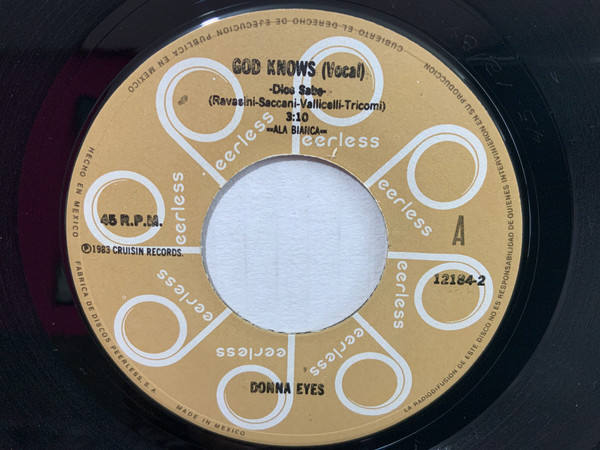 GOD KNOWS (Vocal)
-Dios Sabe-
(Ravasini-Saccani-Vallicelli-Tricomi)
3:10
=ALA BIANCA=
45 R.P.M.
A
℗1983 CRUISIN RECORDS.
12184-2
DONNA EYES
eerless
eerless
eerless
eerless
eerless
eerless
eerless
eerless
HECHO EN MEXICO
CUBIERTO EL DERECHO DE EJECUCION PUBLICA EN MEXICO
LA RADIODIFUSION DE ESTE DISCO NO ES RESPONSABILIDAD DE QUIENES INTERVINIERON EN SU PRODUCCION
FABRICA DE DISCOS PEERLESS, S.A.
MADE IN MEXICO